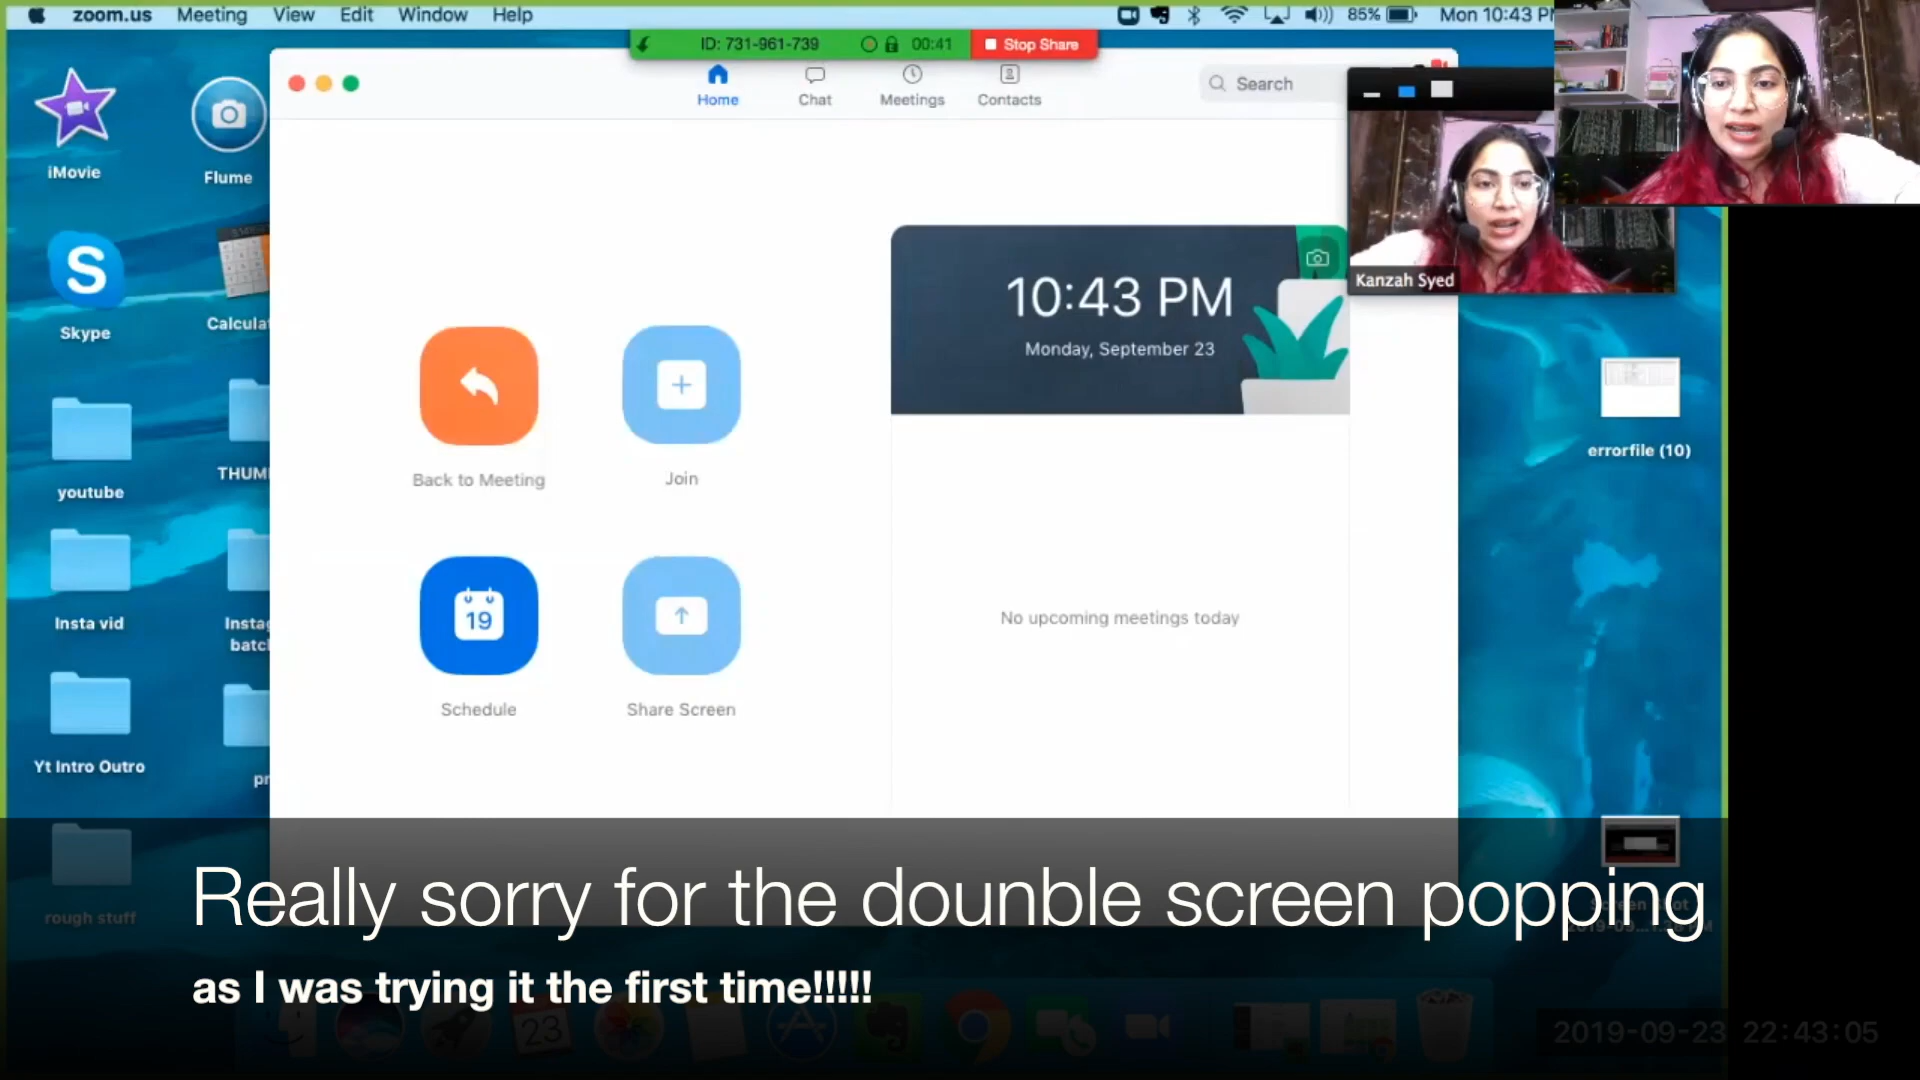 zoom.us Meeting View Edit Window Help 85% Mon 10:43 P
ID: 731-961-739 00:41 Stop Share
Home Chat Meetings Contacts
Search
iMovie
Flume
Kanzah Syed
10:43 PM
Monday, September 23
Skype
Calcula
Back to Meeting
Join
errorfile (10)
youtube
THUM
19
No upcoming meetings today
Insta vid
Insta
batc
Schedule
Share Screen
Yt Intro Outro
pr
rough stuff
Really sorry for the dounble screen popping
as I was trying it the first time!!!!!
23
2019-09-23 22:43:05